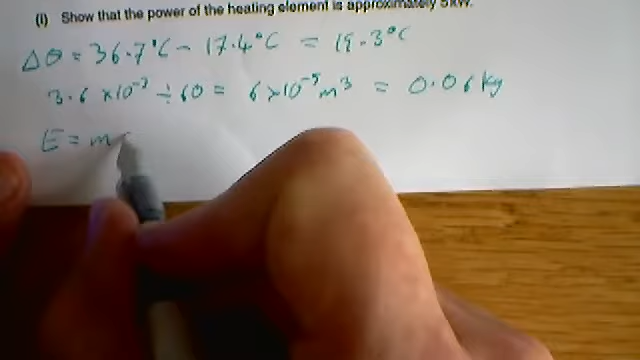 (i) Show that the power of the heating element is approximately 5kW.
Δθ = 36.7°C - 17.4°C = 19.3°C
3.6 × 10⁻³ ÷ 60 = 6×10⁻⁵ m³ = 0.06 kg
E = m